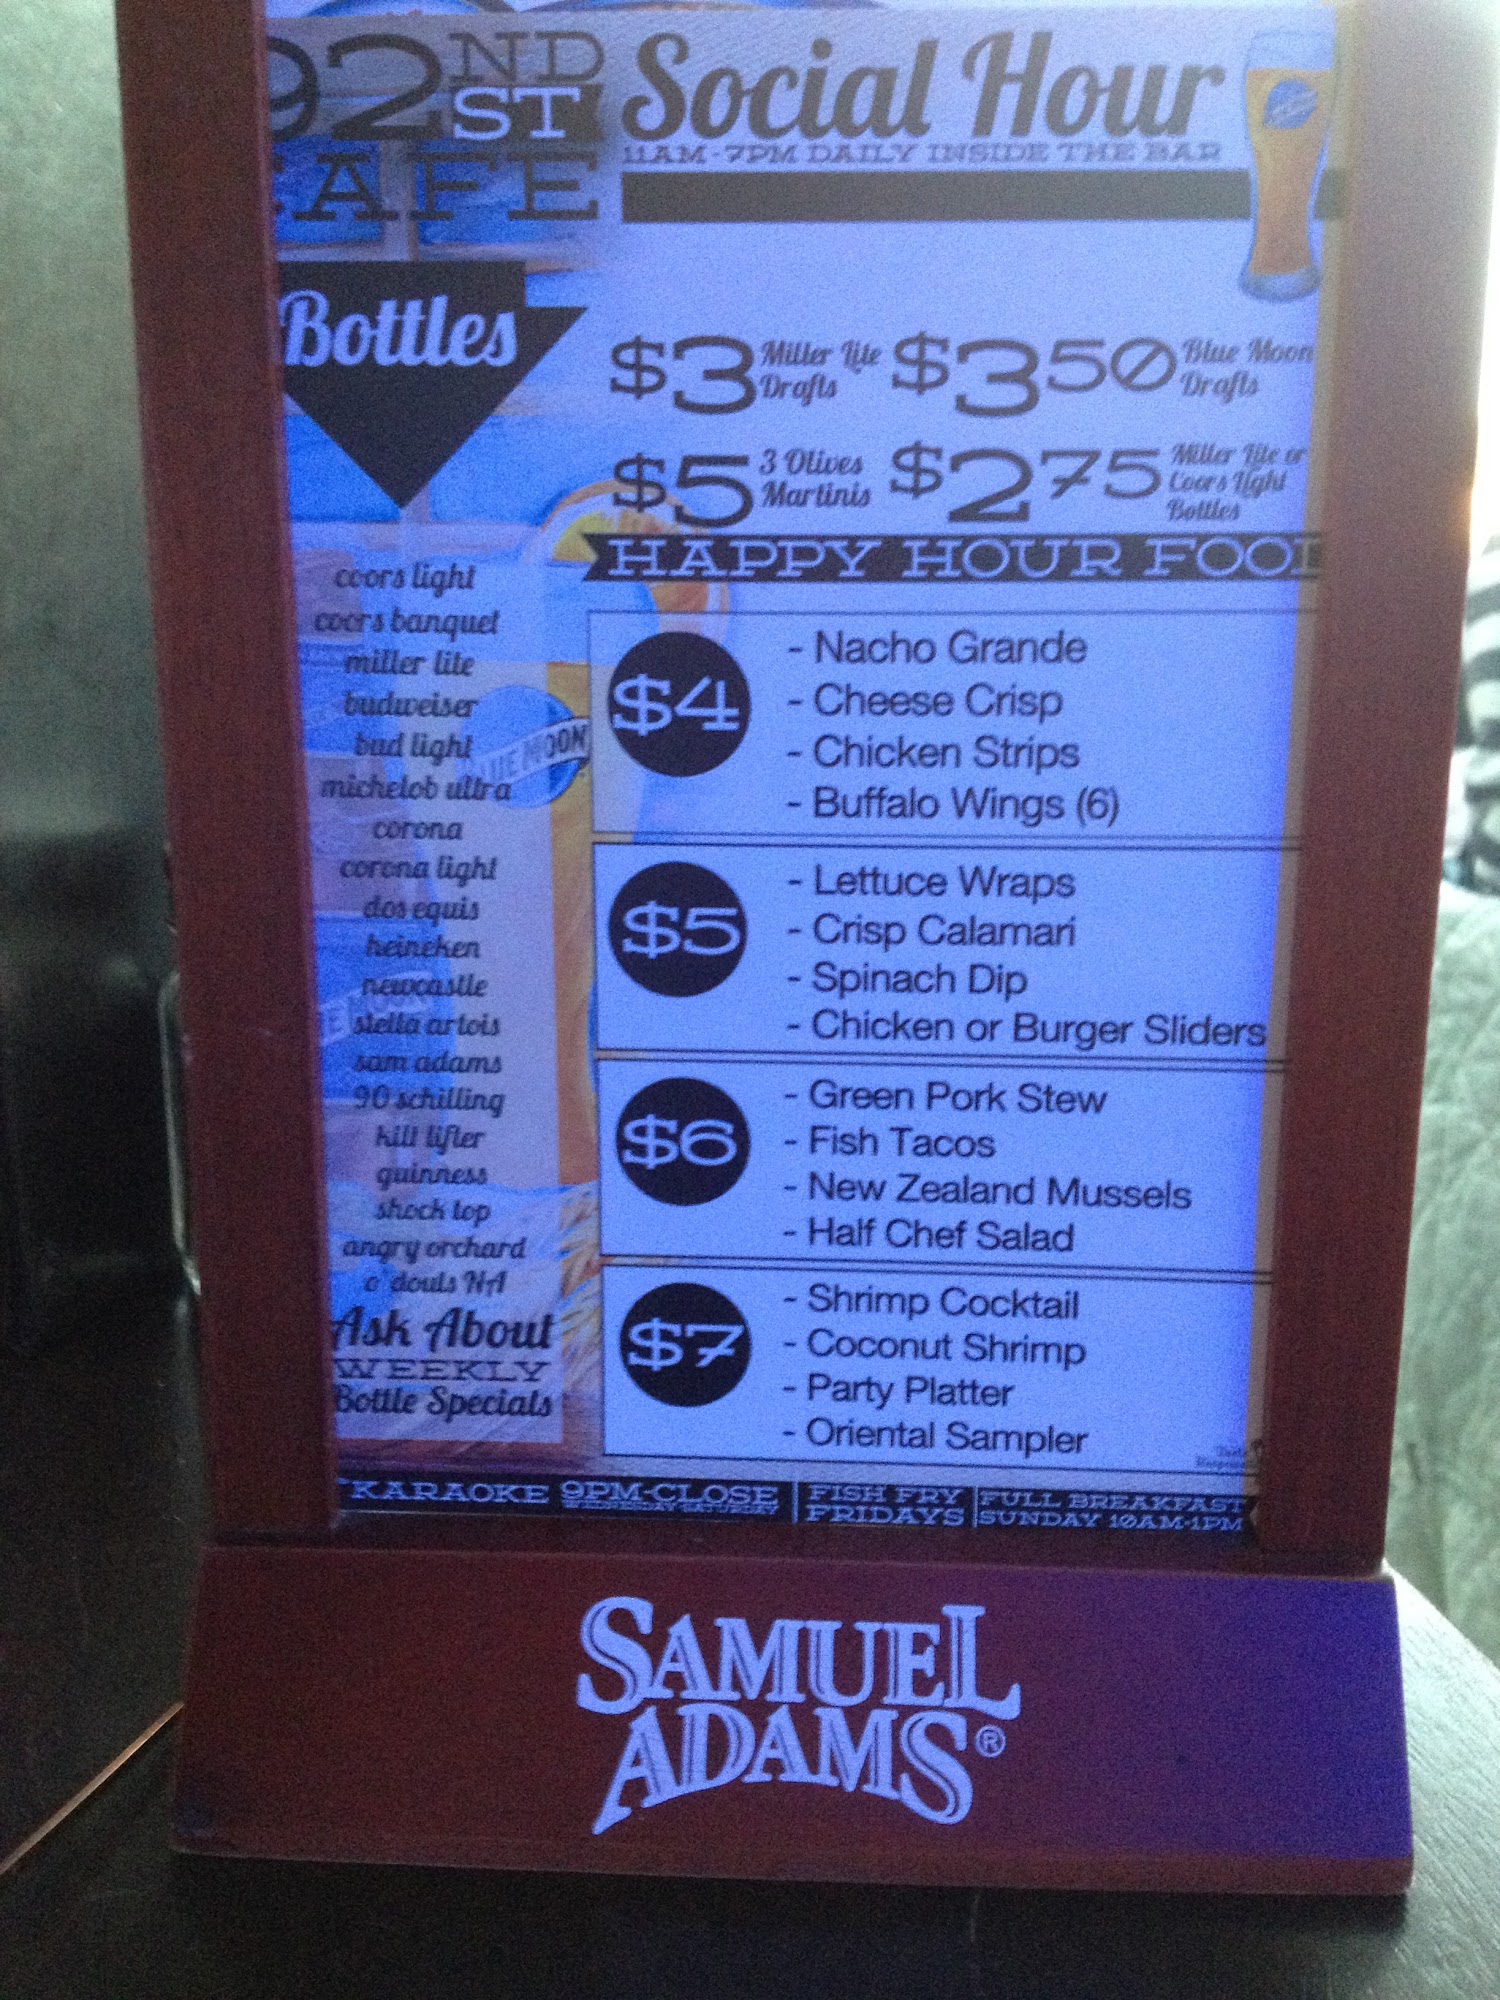 92ND
ST
CAFE
Social Hour
11AM-7PM DAILY INSIDE THE BAR
Bottles
coors light
coors banquet
miller lite
budweiser
bud light
michelob ultra
corona
corona light
dos equis
heineken
newcastle
stella artois
sam adams
90 schilling
kilt lifter
guinness
shock top
angry orchard
o'douls NA
Ask About
WEEKLY
Bottle Specials
$3 Miller Lite
Drafts
$350 Blue Moon
Drafts
$5 3 Olives
Martinis
$275 Miller Lite or
Coors Light
Bottles
HAPPY HOUR FOOD
$4
- Nacho Grande
- Cheese Crisp
- Chicken Strips
- Buffalo Wings (6)
$5
- Lettuce Wraps
- Crisp Calamari
- Spinach Dip
- Chicken or Burger Sliders
$6
- Green Pork Stew
- Fish Tacos
- New Zealand Mussels
- Half Chef Salad
$7
- Shrimp Cocktail
- Coconut Shrimp
- Party Platter
- Oriental Sampler
KARAOKE 9PM-CLOSE
FISH FRY
FRIDAYS
FULL BREAKFAST
SUNDAY 10AM-1PM
BLUE MOON
SAMUEL
ADAMS®